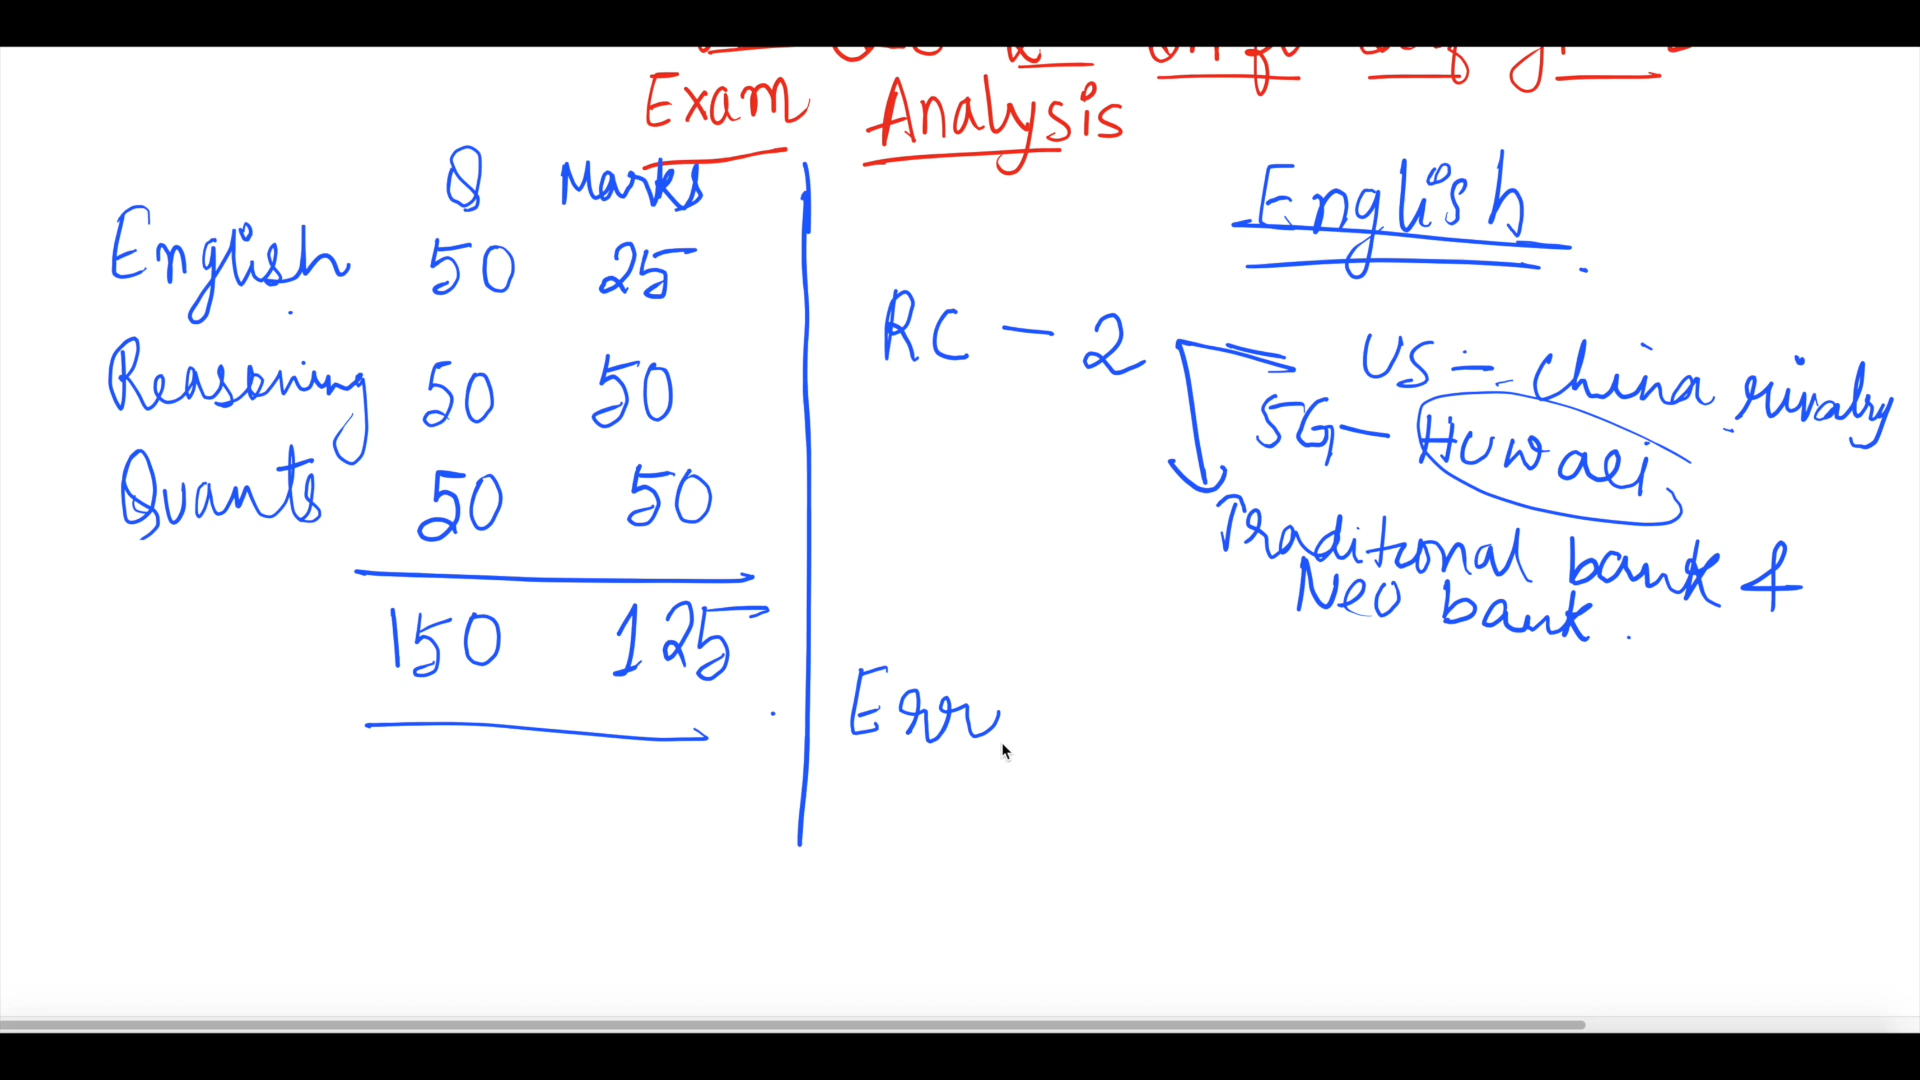 Exam Analysis
Q Marks
English 50 25
Reasoning 50 50
Quants 50 50
150 125
English
RC - 2
US - China rivalry
5G - Huwaei
Traditional bank &
Neo bank.
Err